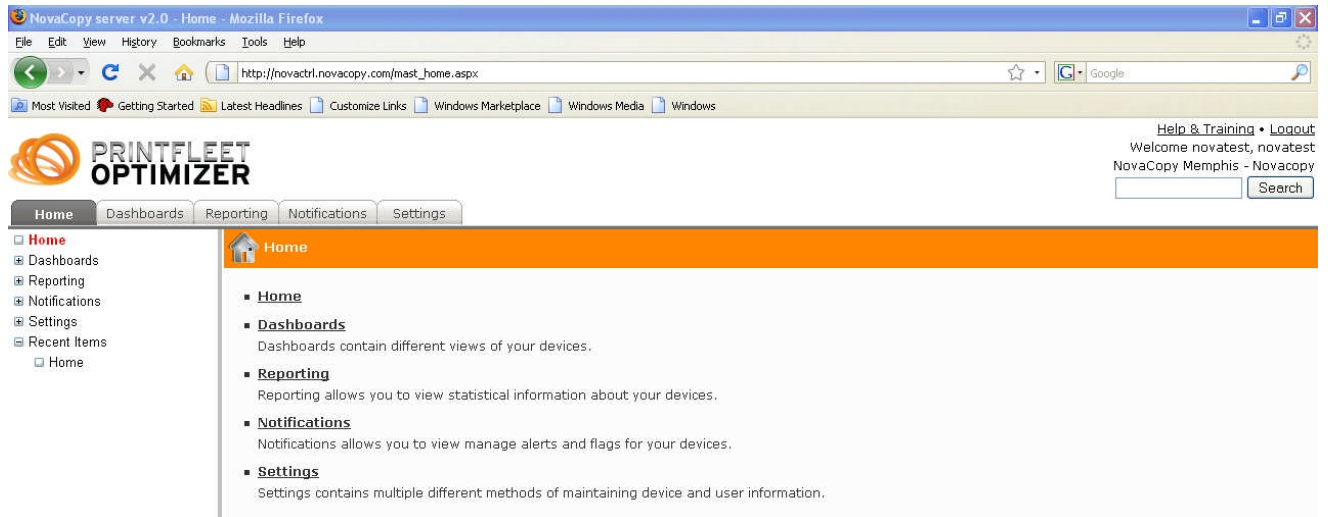 NovaCopy server v2.0 - Home - Mozilla Firefox
File Edit View History Bookmarks Tools Help
http://novactrl.novacopy.com/mast_home.aspx
G Google
Most Visited Getting Started Latest Headlines Customize Links Windows Marketplace Windows Media Windows
Help & Training • Logout
Welcome novatest, novatest
NovaCopy Memphis - Novacopy
Search
PRINTFLEET
OPTIMIZER
Home Dashboards Reporting Notifications Settings
Home
Dashboards
Reporting
Notifications
Settings
Recent Items
Home
Home
Home
Dashboards
Dashboards contain different views of your devices.
Reporting
Reporting allows you to view statistical information about your devices.
Notifications
Notifications allows you to view manage alerts and flags for your devices.
Settings
Settings contains multiple different methods of maintaining device and user information.